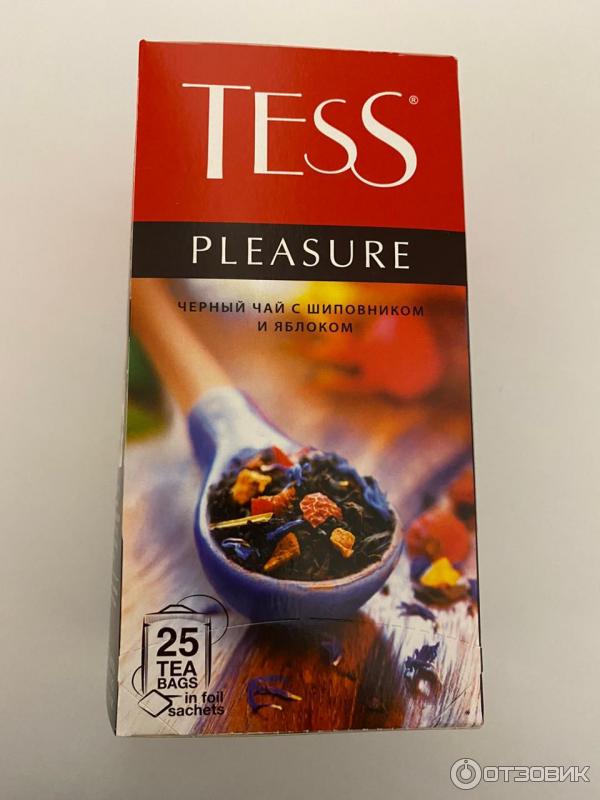 TESS®
PLEASURE
ЧЕРНЫЙ ЧАЙ С ШИПОВНИКОМ
И ЯБЛОКОМ
25
TEA
BAGS
in foil
sachets
ОТЗОВИК